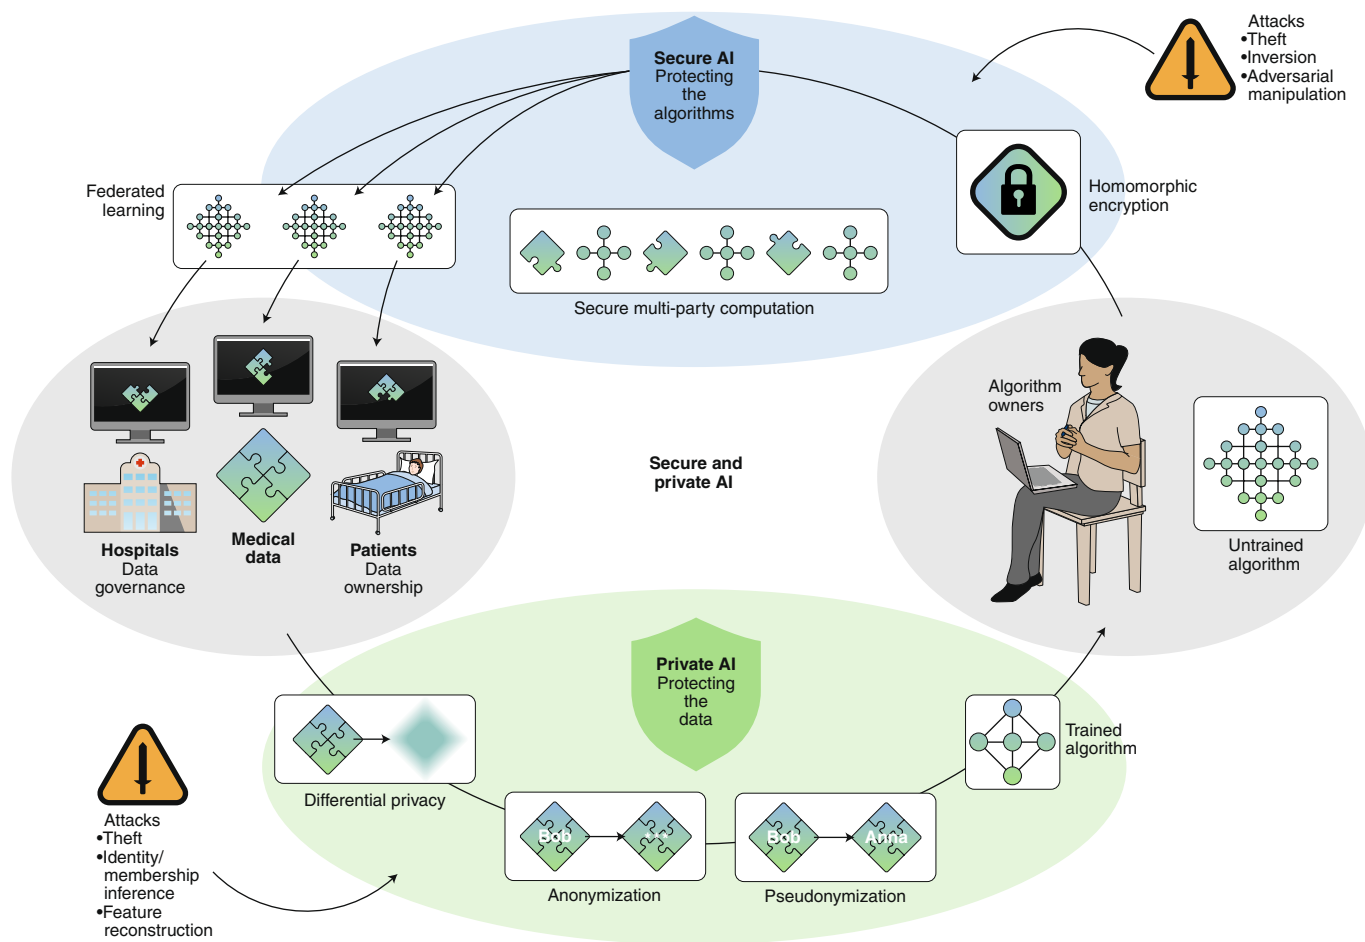 Secure AI
Protecting
the
algorithms
Attacks
•Theft
•Inversion
•Adversarial
manipulation
Federated
learning
Homomorphic
encryption
Secure multi-party computation
Algorithm
owners
Untrained
algorithm
Hospitals
Data
governance
Medical
data
Patients
Data
ownership
Secure and
private AI
Private AI
Protecting
the
data
Differential privacy
Trained
algorithm
Attacks
•Theft
•Identity/
membership
inference
•Feature
reconstruction
Bob
***
Anonymization
Bob
Anna
Pseudonymization